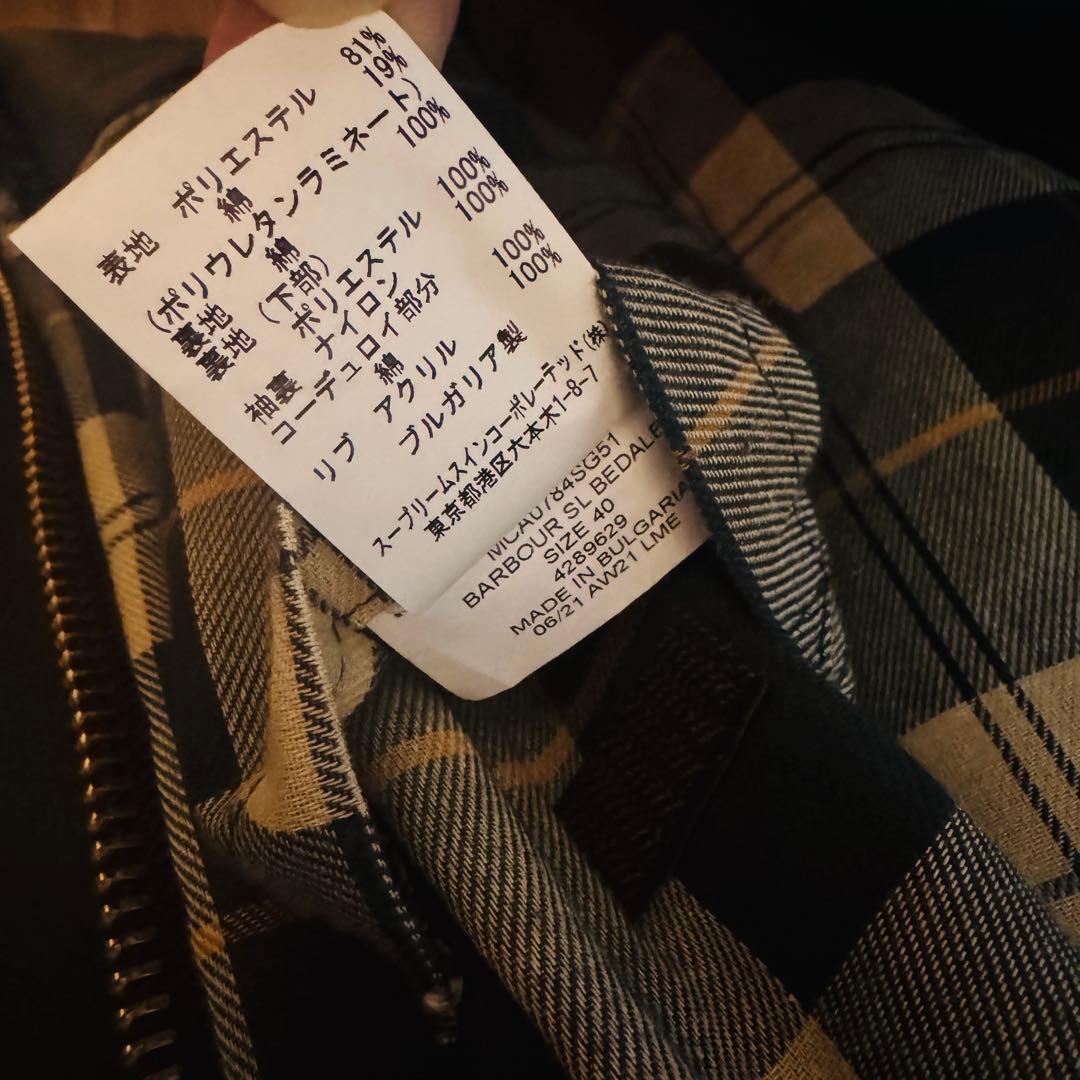 表地 ポリエステル 81%
綿 19%
(ポリウレタンラミネート)
裏地 綿 100%
裏地 (下部)
ポリエステル 100%
袖裏 ナイロン 100%
コーデュロイ部分
綿 100%
リブ アクリル 100%
ブルガリア製
スープリームスインコーポレーテッド(株)
東京都港区六本木1-8-7
MCA0784SG51
BARBOUR SL BEDALE
SIZE 40
4289629
MADE IN BULGARIA
06/21 AW21 LME